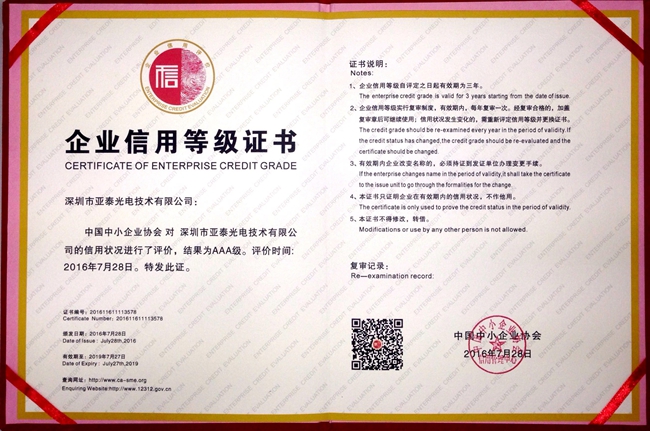 企业信用评价
信
ENTERPRISE CREDIT EVALUATION
企业信用等级证书
CERTIFICATE OF ENTERPRISE CREDIT GRADE
深圳市亚泰光电技术有限公司：
中国中小企业协会 对 深圳市亚泰光电技术有限公
司的信用状况进行了评价，结果为AAA级。评价时间:
2016年7月28日。特发此证。
证书编号: 201611611113578
Certificate Number: 201611611113578
颁发日期: 2016年7月28日
Date of Issue : July28th,2016
有效期至: 2019年7月27日
Date of Expiry : July27th,2019
查询网址: http://www.ce-sme.org
Enquiring Website:http://www.12312.gov.cn
证书说明：
Notes:
1、企业信用等级自评定之日起有效期为三年。
The enterprise credit grade is valid for 3 years starting from the date of issue.
2、企业信用等级实行复审制度，有效期内，每年复审一次。经复审合格的，加盖
复审章后可继续使用；信用状况发生变化的，需重新评定信用等级并更换证书。
The credit grade should be re-examined every year in the period of validity. If
the credit status has changed,the credit grade should be re-evaluated and the
certificate should be changed.
3、有效期内企业改变名称的，必须持证到发证单位办理变更手续。
If the enterprise changes name in the period of validity,it shall take the certificate
to the issue unit to go through the formalities for the change.
4、本证书只证明企业在有效期内的信用状况，不作他用。
The certificate is only used to prove the credit status in the period of validity.
5、本证书不得修改，转借。
Modifications or use by any other person is not allowed.
复审记录：
Re-examination record:
中国中小企业协会
2016年7月28日